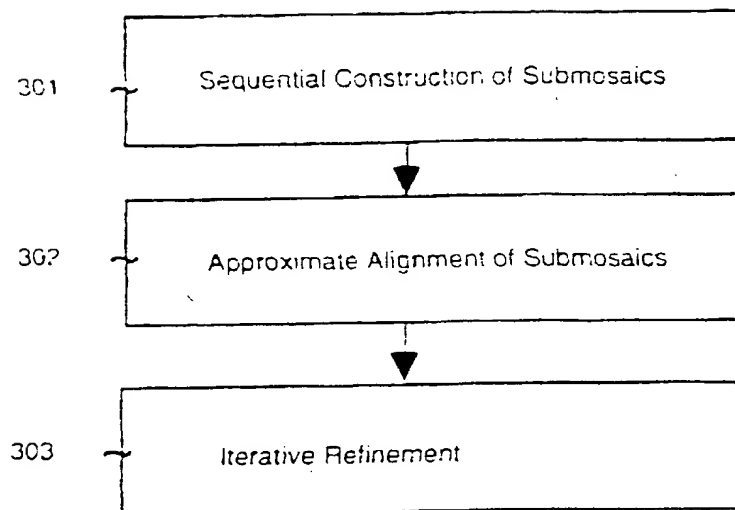 301 Sequential Construction of Submosaics
302 Approximate Alignment of Submosaics
303 Iterative Refinement